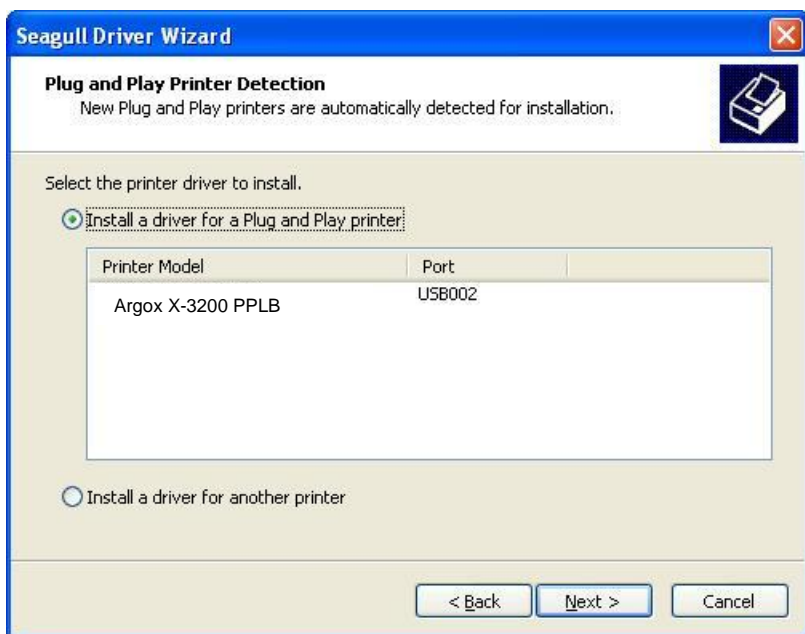 Seagull Driver Wizard
Plug and Play Printer Detection
New Plug and Play printers are automatically detected for installation.
Select the printer driver to install.
Install a driver for a Plug and Play printer
Printer Model Port
Argox X-3200 PPLB USB002
Install a driver for another printer
< Back Next > Cancel